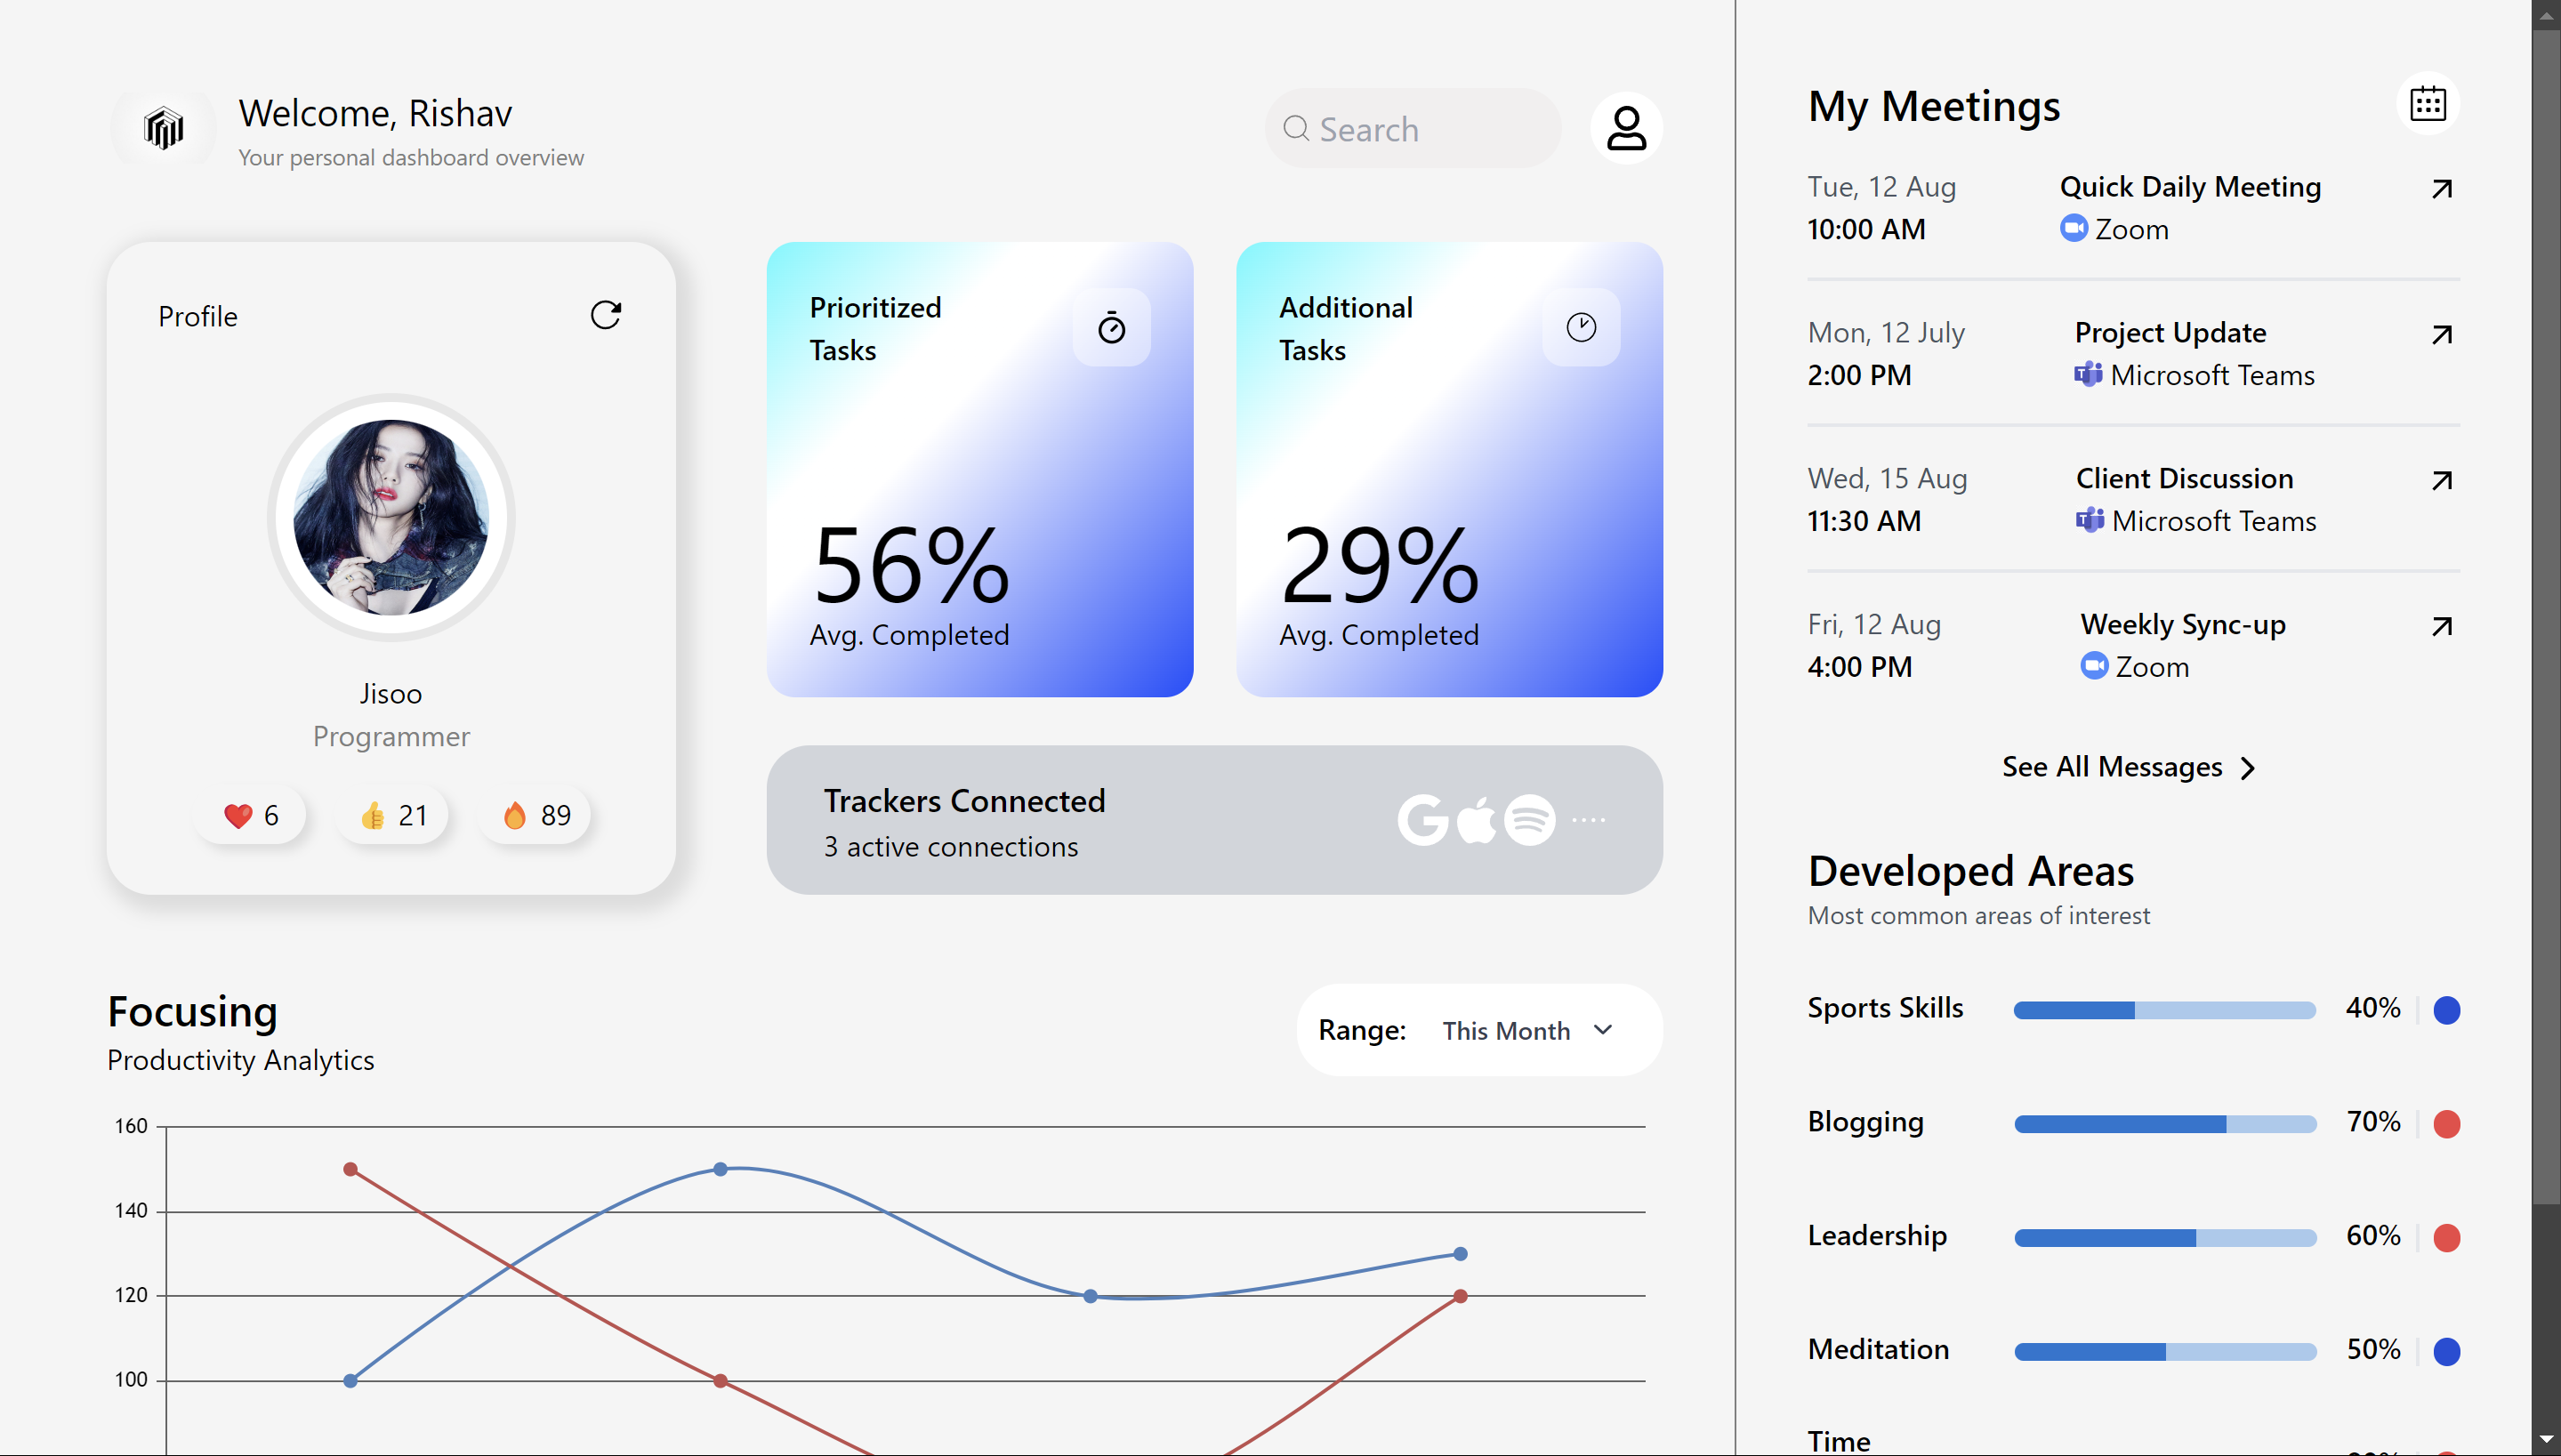 Welcome, Rishav
Your personal dashboard overview
Search
Profile
Jisoo
Programmer
6
21
89
Prioritized
Tasks
56%
Avg. Completed
Additional
Tasks
29%
Avg. Completed
Trackers Connected
3 active connections
Focusing
Productivity Analytics
Range: This Month
160
140
120
100
My Meetings
Tue, 12 Aug Quick Daily Meeting
10:00 AM Zoom
Mon, 12 July Project Update
2:00 PM Microsoft Teams
Wed, 15 Aug Client Discussion
11:30 AM Microsoft Teams
Fri, 12 Aug Weekly Sync-up
4:00 PM Zoom
See All Messages
Developed Areas
Most common areas of interest
Sports Skills 40%
Blogging 70%
Leadership 60%
Meditation 50%
Time